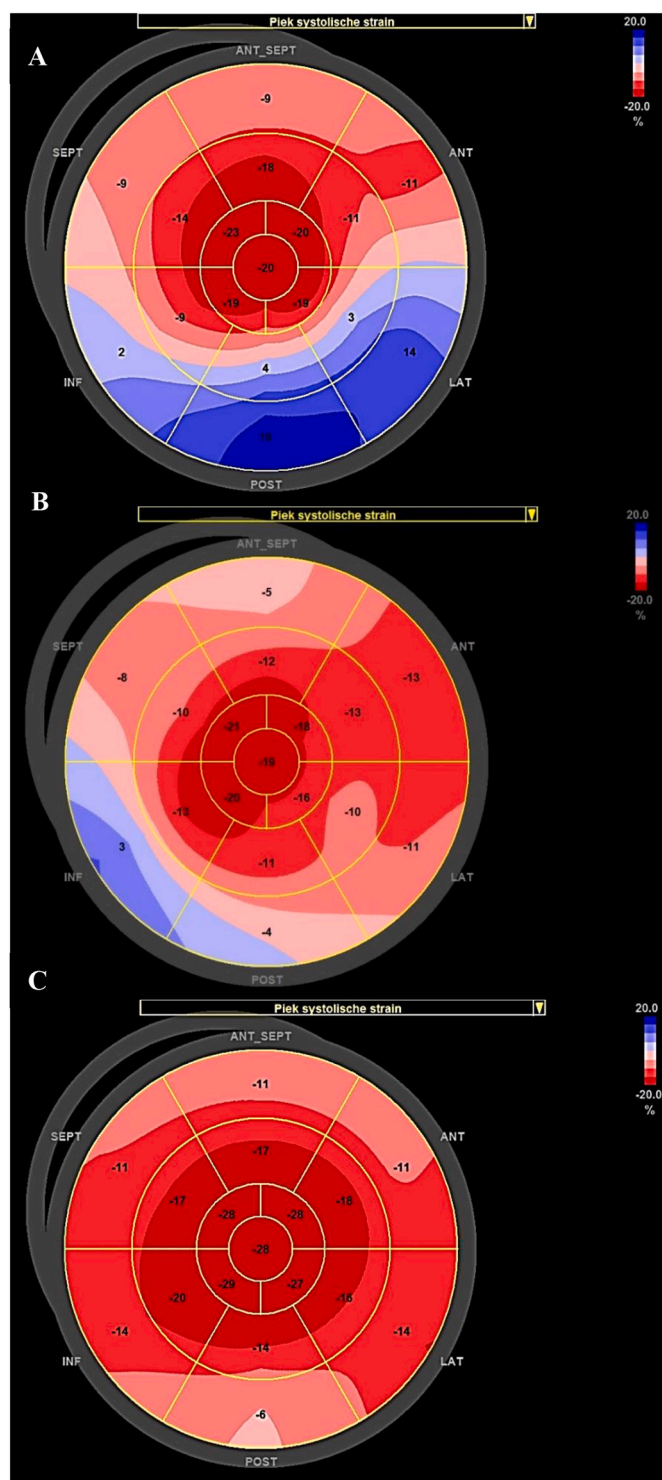 Piek systolische strain
20.0
-20.0
%
A
ANT_SEPT
SEPT
ANT
INF
LAT
POST
-9
-9
-11
-18
-14
-11
-23
-20
-20
-19
-19
-9
3
2
4
14
B
Piek systolische strain
20.0
-20.0
%
ANT_SEPT
SEPT
ANT
INF
LAT
POST
-5
-8
-13
-12
-10
-13
-21
-18
-19
-20
-16
-13
-10
3
-11
-11
-4
C
Piek systolische strain
20.0
-20.0
%
ANT_SEPT
SEPT
ANT
INF
LAT
POST
-11
-11
-11
-17
-17
-18
-28
-28
-28
-29
-27
-20
-16
-14
-14
-14
-6